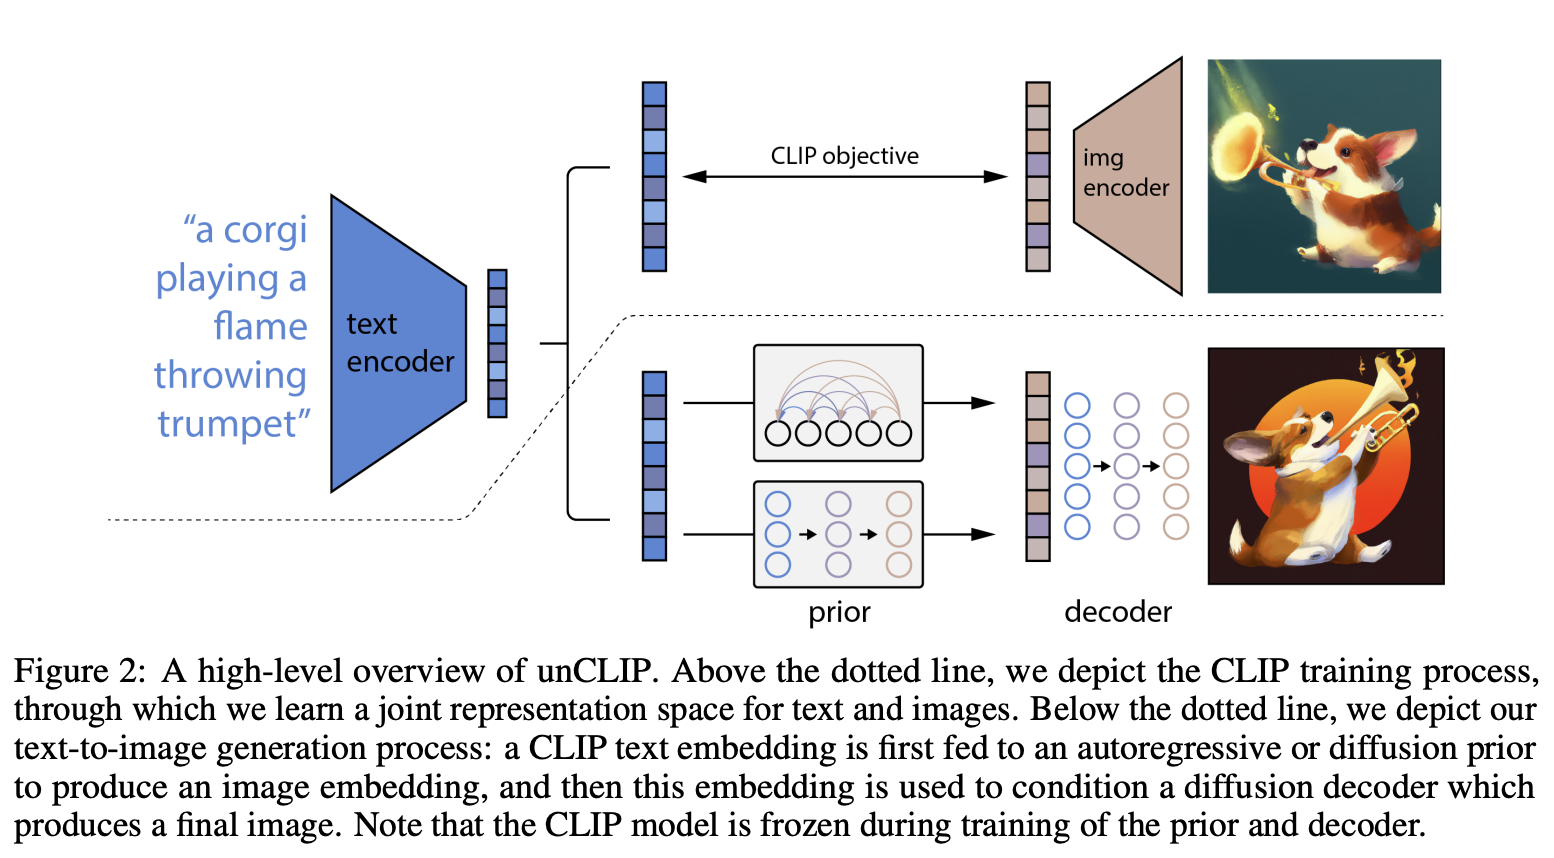 “a corgi
playing a
flame
throwing
trumpet”
text
encoder
CLIP objective
img
encoder
prior
decoder
Figure 2: A high-level overview of unCLIP. Above the dotted line, we depict the CLIP training process,
through which we learn a joint representation space for text and images. Below the dotted line, we depict our
text-to-image generation process: a CLIP text embedding is first fed to an autoregressive or diffusion prior
to produce an image embedding, and then this embedding is used to condition a diffusion decoder which
produces a final image. Note that the CLIP model is frozen during training of the prior and decoder.